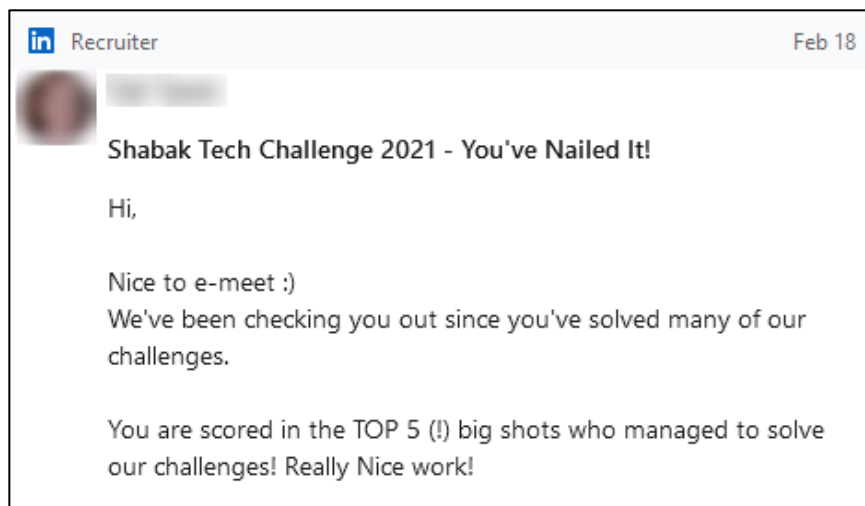 in Recruiter Feb 18
Shabak Tech Challenge 2021 - You've Nailed It!
Hi,
Nice to e-meet :)
We've been checking you out since you've solved many of our
challenges.
You are scored in the TOP 5 (!) big shots who managed to solve
our challenges! Really Nice work!